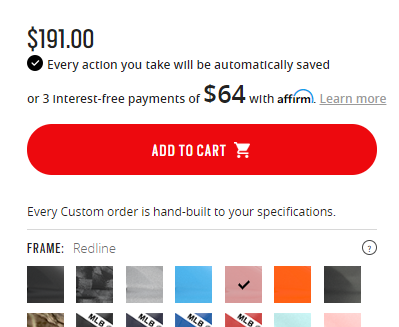 $191.00
Every action you take will be automatically saved
or 3 interest-free payments of $64 with affirm. Learn more
ADD TO CART
Every Custom order is hand-built to your specifications.
FRAME: Redline ?
MLB MLB MLB MLB